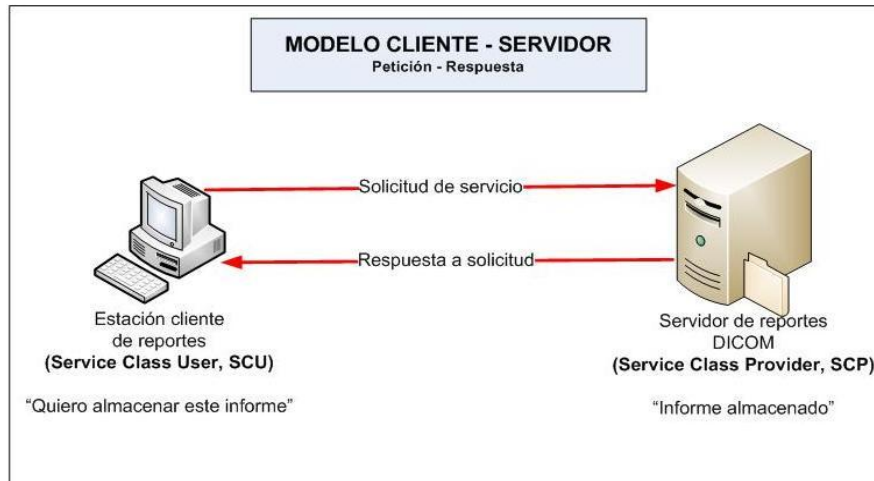 MODELO CLIENTE - SERVIDOR
Petición - Respuesta
Solicitud de servicio
Respuesta a solicitud
Estación cliente
de reportes
(Service Class User, SCU)
“Quiero almacenar este informe”
Servidor de reportes
DICOM
(Service Class Provider, SCP)
“Informe almacenado”